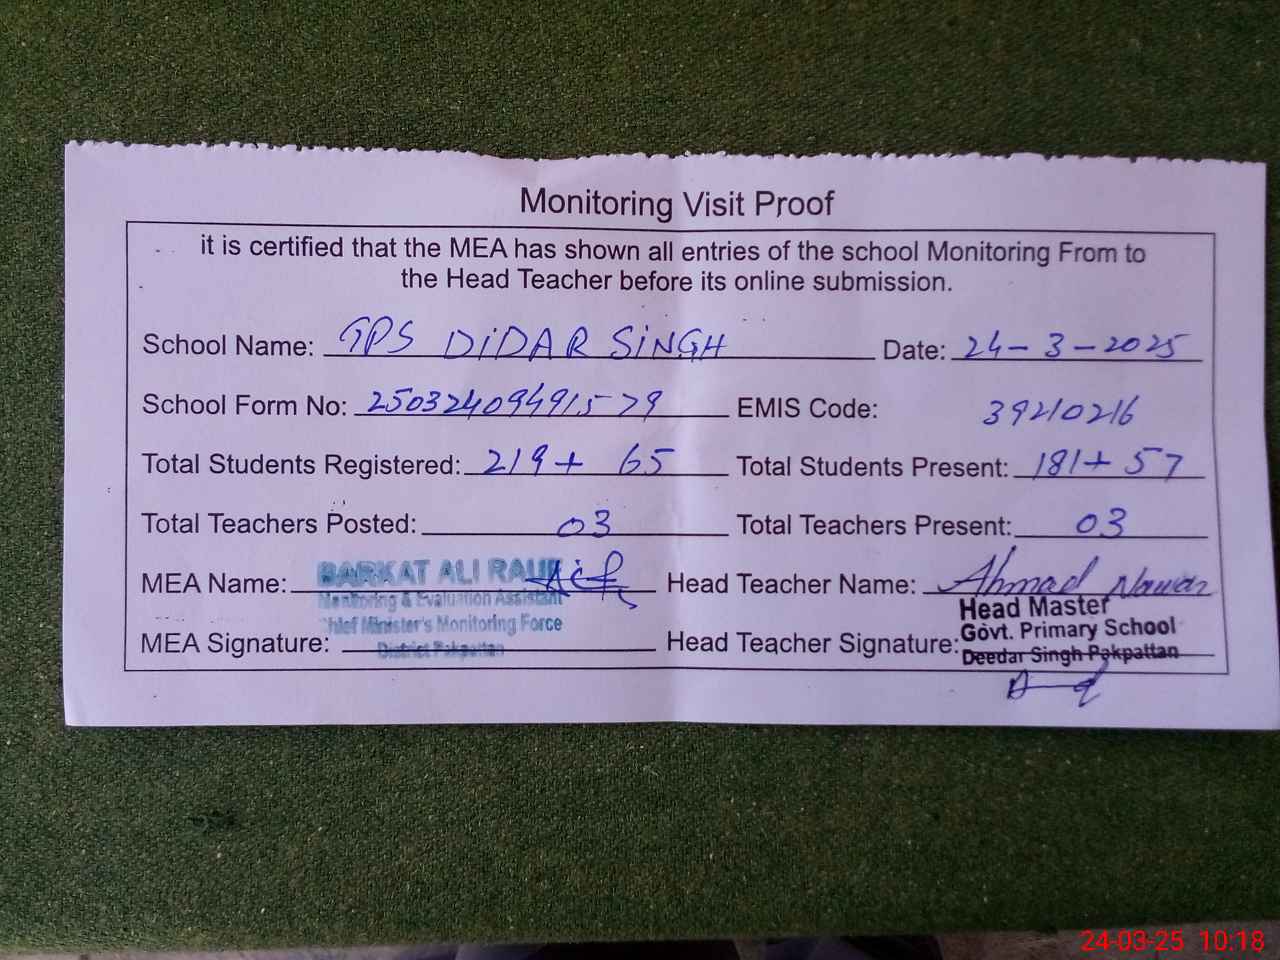 Monitoring Visit Proof
it is certified that the MEA has shown all entries of the school Monitoring From to
the Head Teacher before its online submission.
School Name: GPS DiDAR SiNGH Date: 24-3-2025
School Form No: 25032409491579 EMIS Code: 39210216
Total Students Registered: 219+ 65 Total Students Present: 181+ 57
Total Teachers Posted: 03 Total Teachers Present: 03
MEA Name: BARKAT ALI RAUF Head Teacher Name: Ahmad Nawaz
Monitoring & Evaluation Assistant Head Master
Chief Minister's Monitoring Force Govt. Primary School
MEA Signature: Head Teacher Signature:
District Pakpattan Deedar Singh Pakpattan
24-03-25 10:18